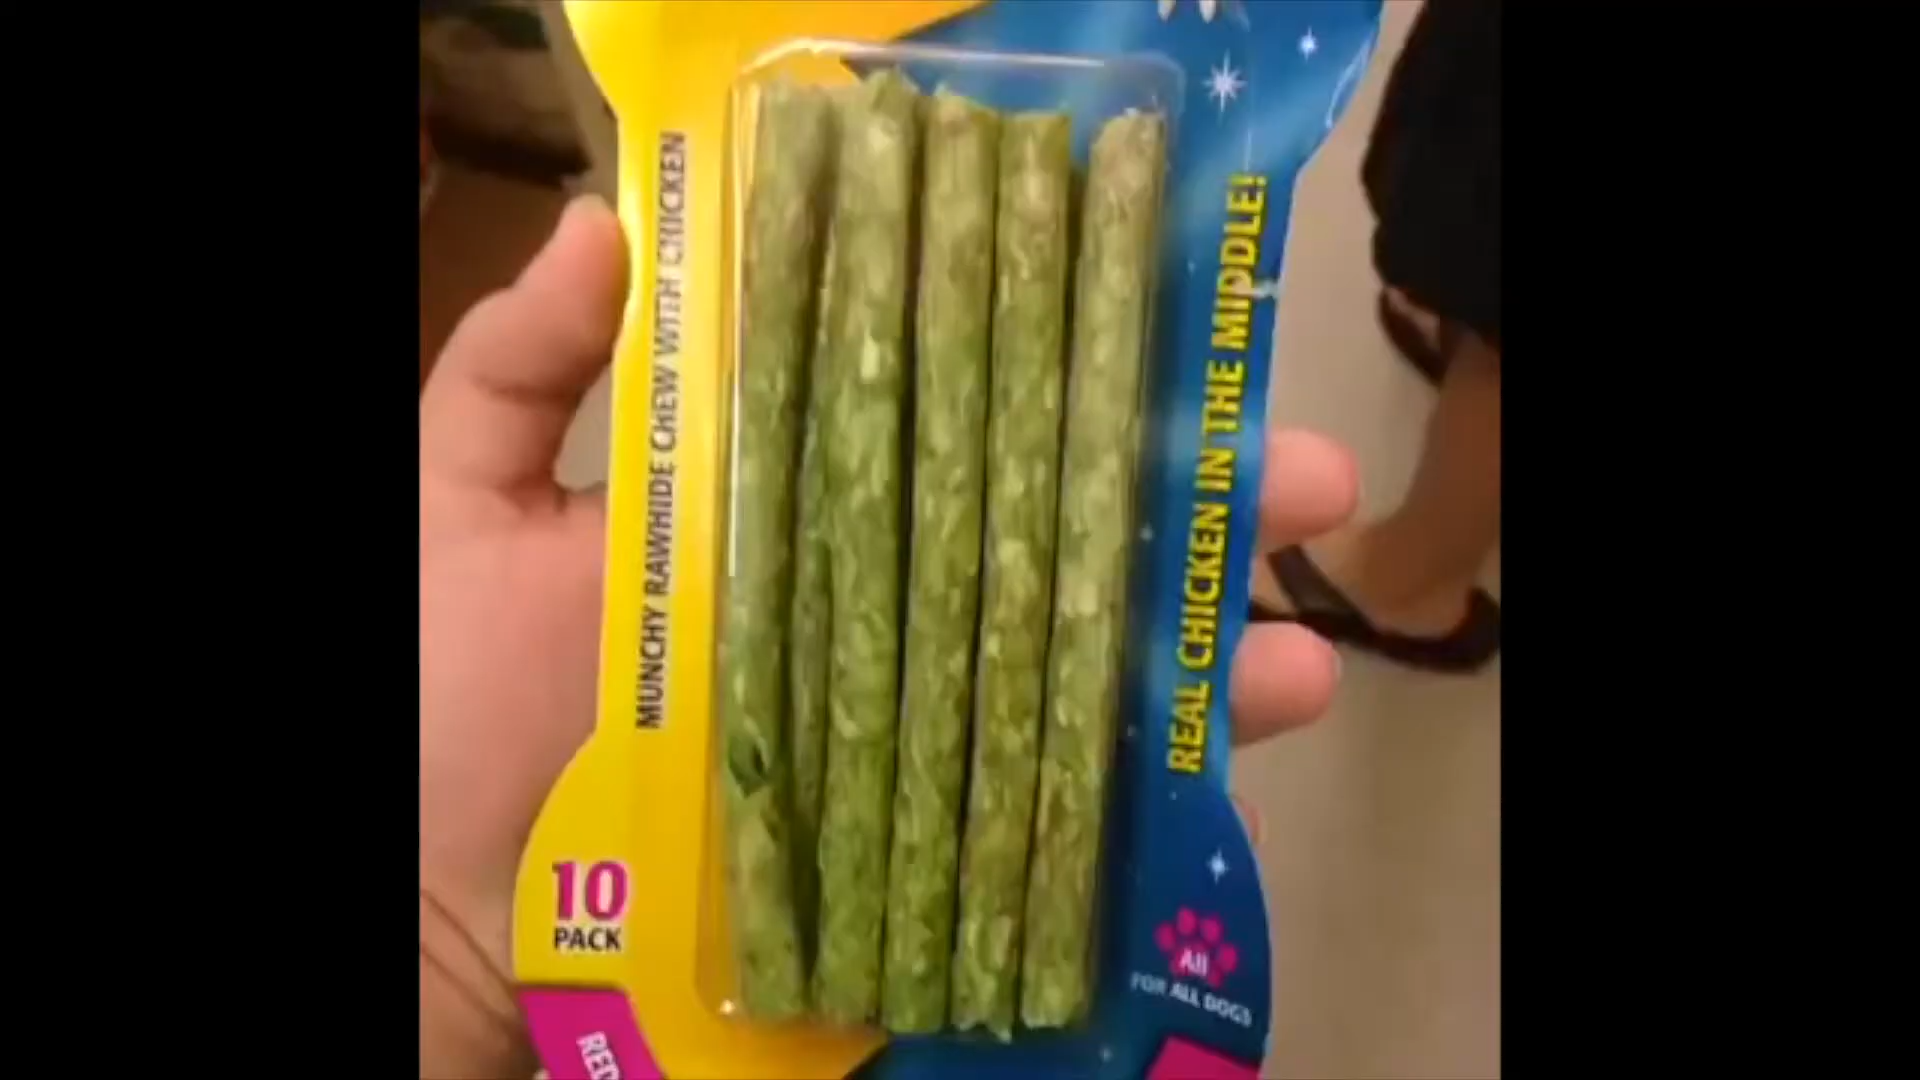 MUNCHY RAWHIDE CHEW WITH CHICKEN
REAL CHICKEN IN THE MIDDLE!
10
PACK
All
FOR ALL DOGS